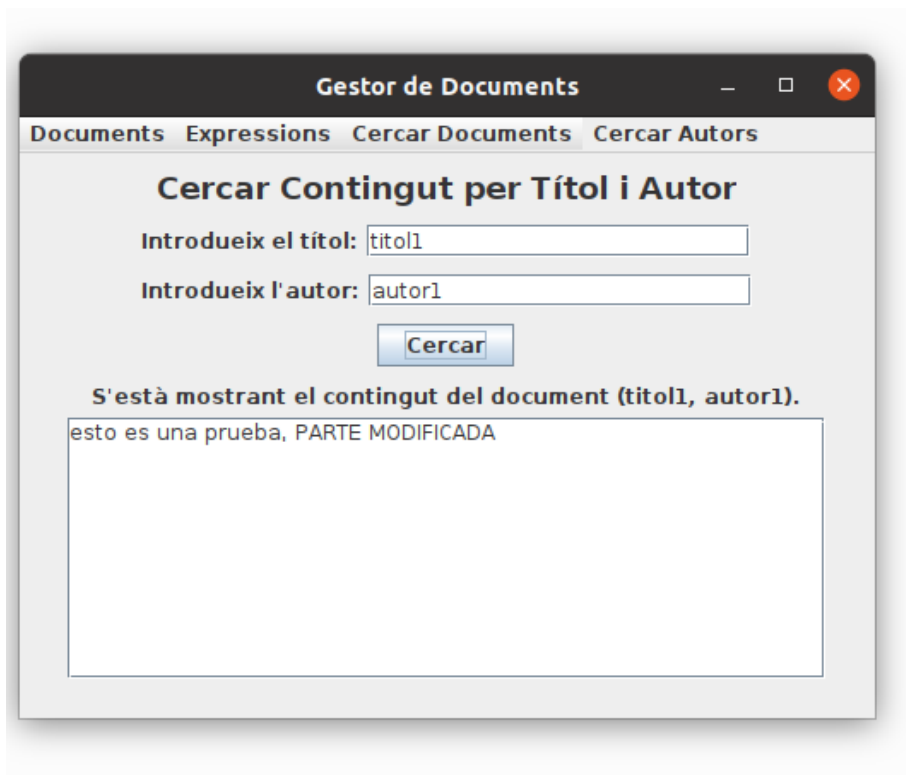 Gestor de Documents
Documents Expressions Cercar Documents Cercar Autors
Cercar Contingut per Títol i Autor
Introdueix el títol: titol1
Introdueix l'autor: autor1
Cercar
S'està mostrant el contingut del document (titol1, autor1).
esto es una prueba, PARTE MODIFICADA